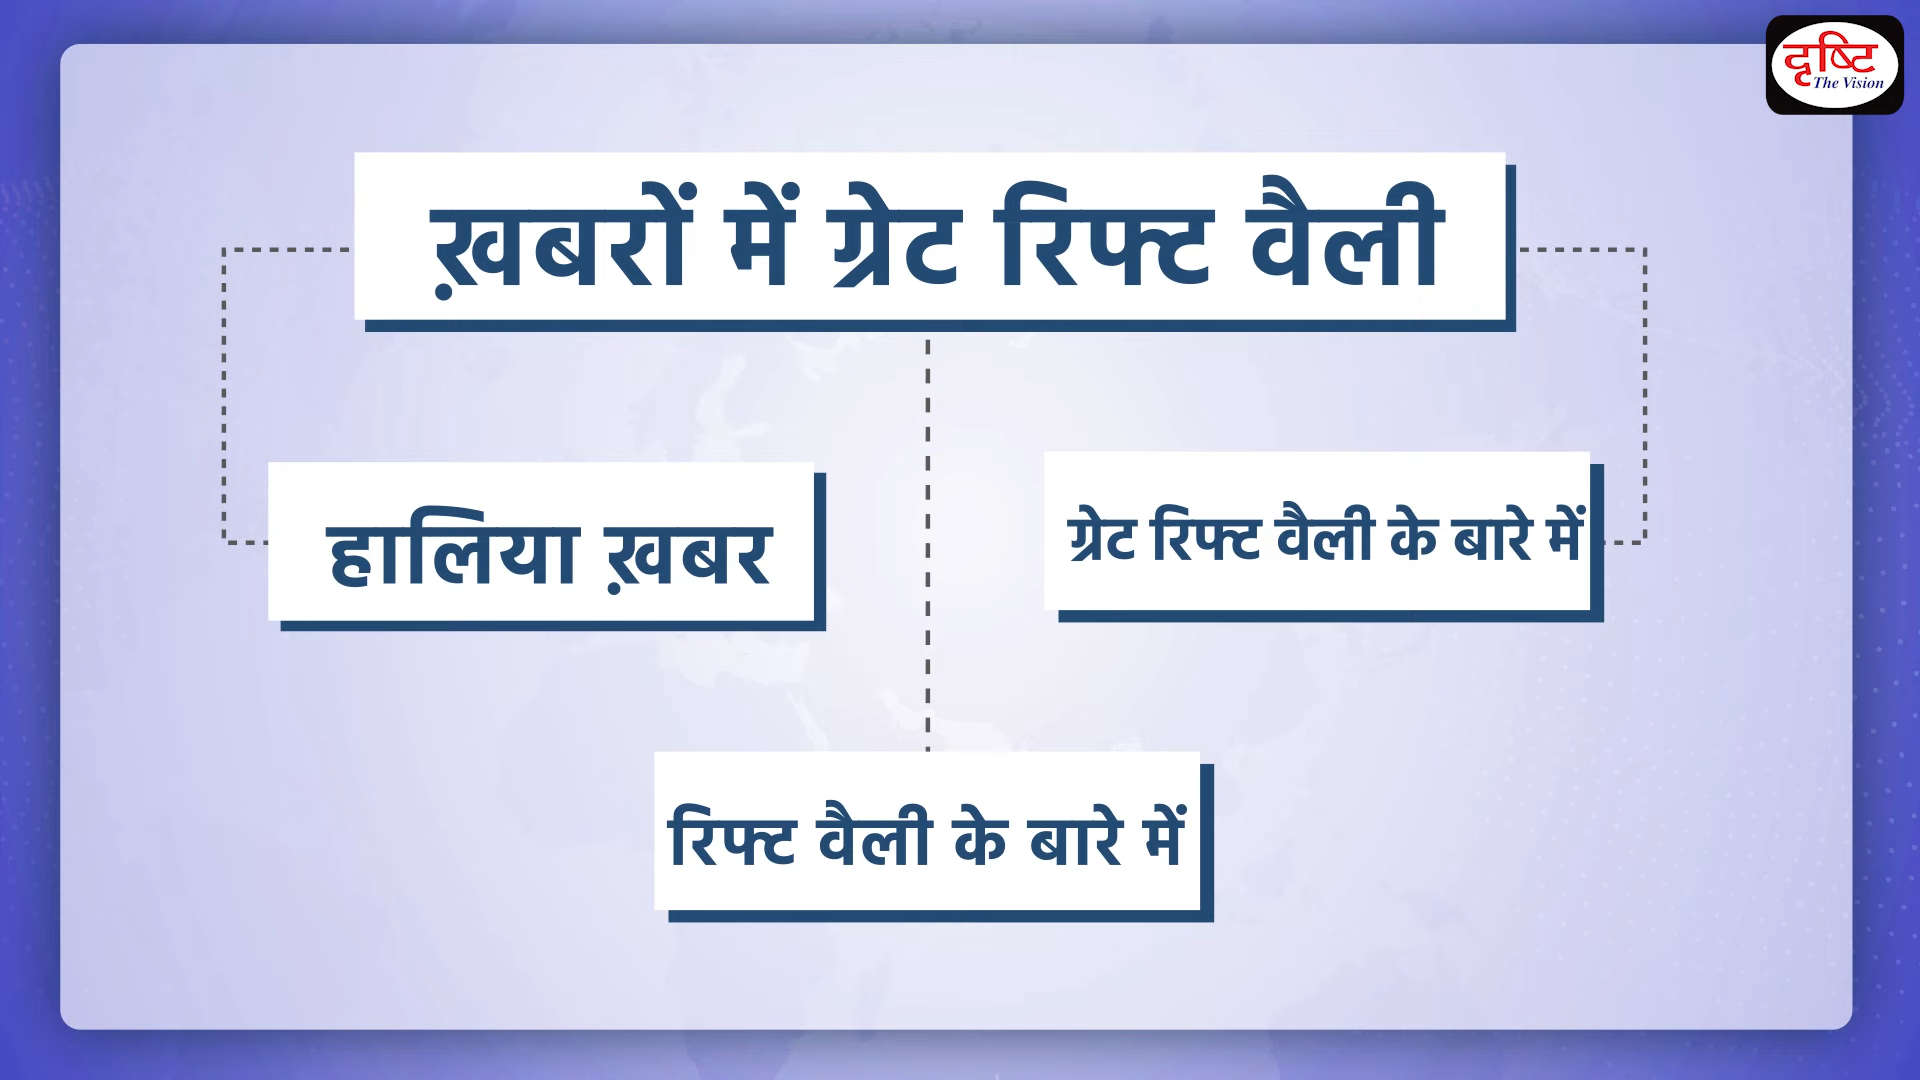 दृष्टि
The Vision
ख़बरों में ग्रेट रिफ्ट वैली
हालिया ख़बर
ग्रेट रिफ्ट वैली के बारे में
रिफ्ट वैली के बारे में